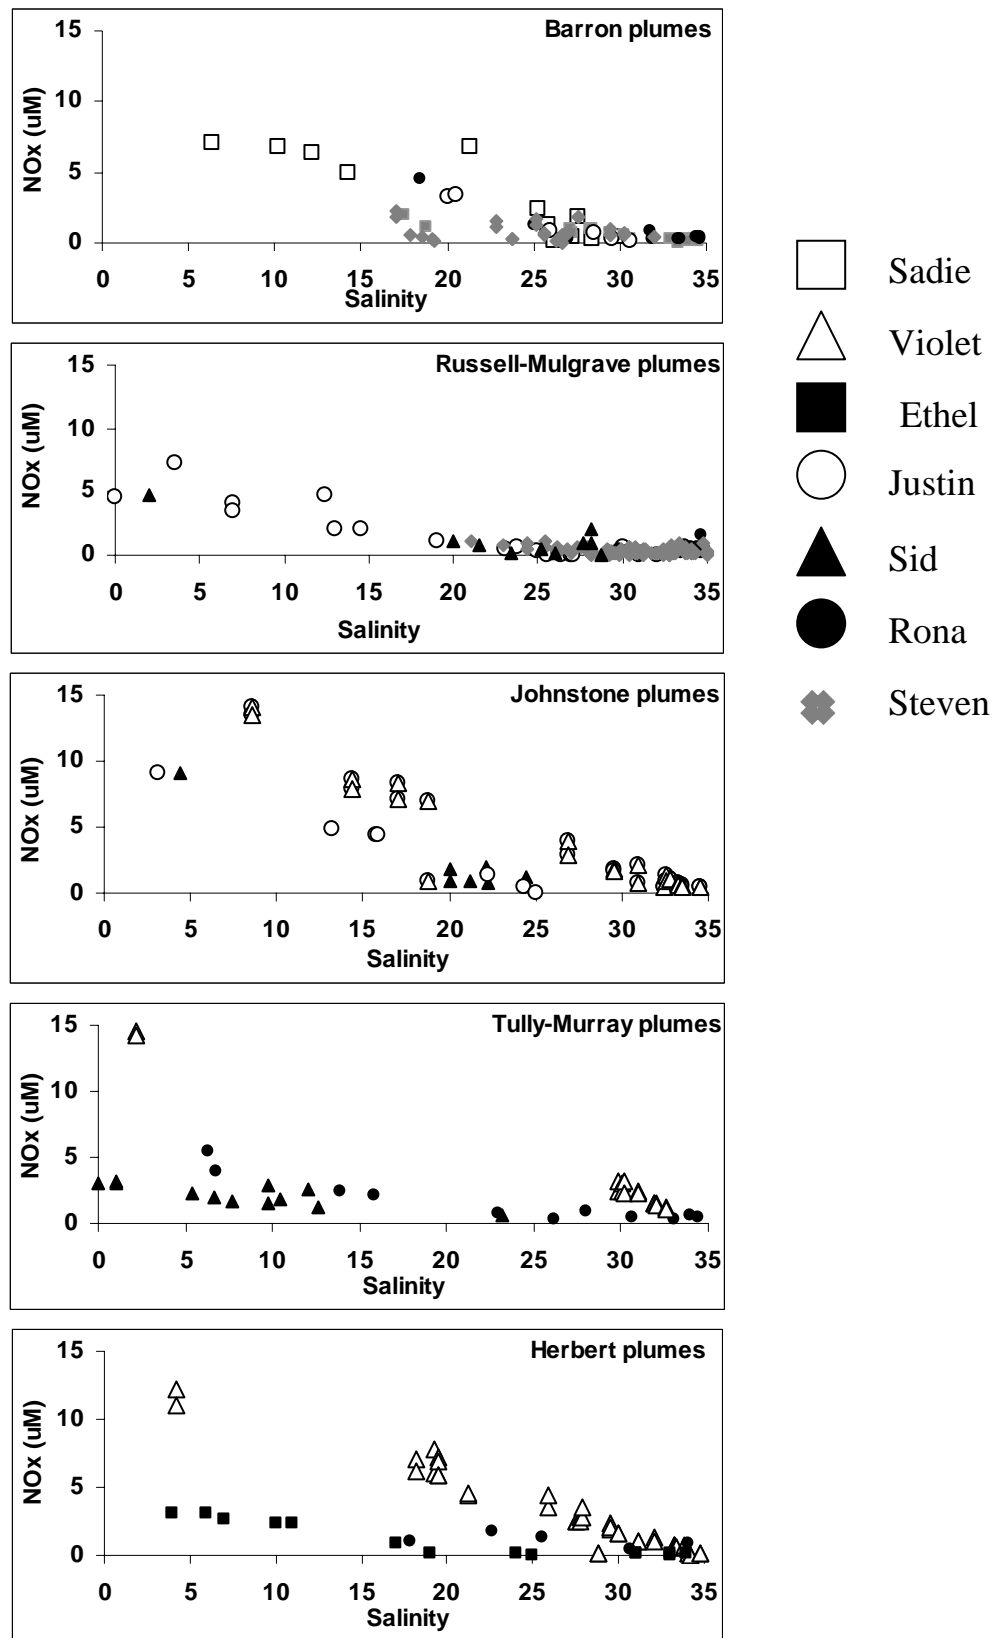 Barron plumes
15
10
5
0
NOx (uM)
0 5 10 15 20 25 30 35
Salinity
Russell-Mulgrave plumes
15
10
5
0
NOx (uM)
0 5 10 15 20 25 30 35
Salinity
Johnstone plumes
15
10
5
0
NOx (uM)
0 5 10 15 20 25 30 35
Salinity
Tully-Murray plumes
15
10
5
0
NOx (uM)
0 5 10 15 20 25 30 35
Salinity
Herbert plumes
15
10
5
0
NOx (uM)
0 5 10 15 20 25 30 35
Salinity
Sadie
Violet
Ethel
Justin
Sid
Rona
Steven